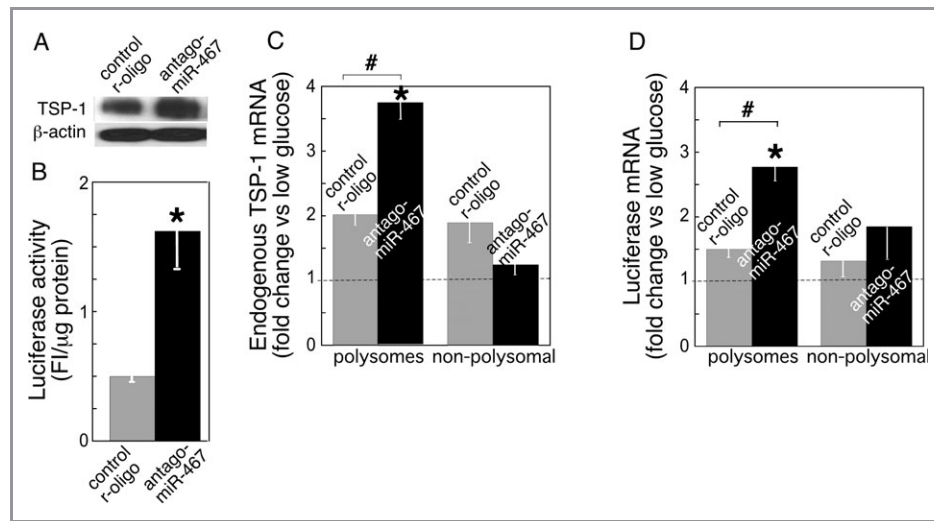 A
control
r-oligo
antago-
miR-467
TSP-1
β-actin
B
Luciferase activity
(FI/µg protein)
2
1
0
*
control
r-oligo
antago-
miR-467
C
Endogenous TSP-1 mRNA
(fold change vs low glucose)
4
3
2
1
0
#
*
control
r-oligo
antago-
miR-467
control
r-oligo
antago-
miR-467
polysomes
non-polysomal
D
Luciferase mRNA
(fold change vs low glucose)
4
3
2
1
0
#
*
control
r-oligo
antago-
miR-467
control
r-oligo
antago-
miR-467
polysomes
non-polysomal